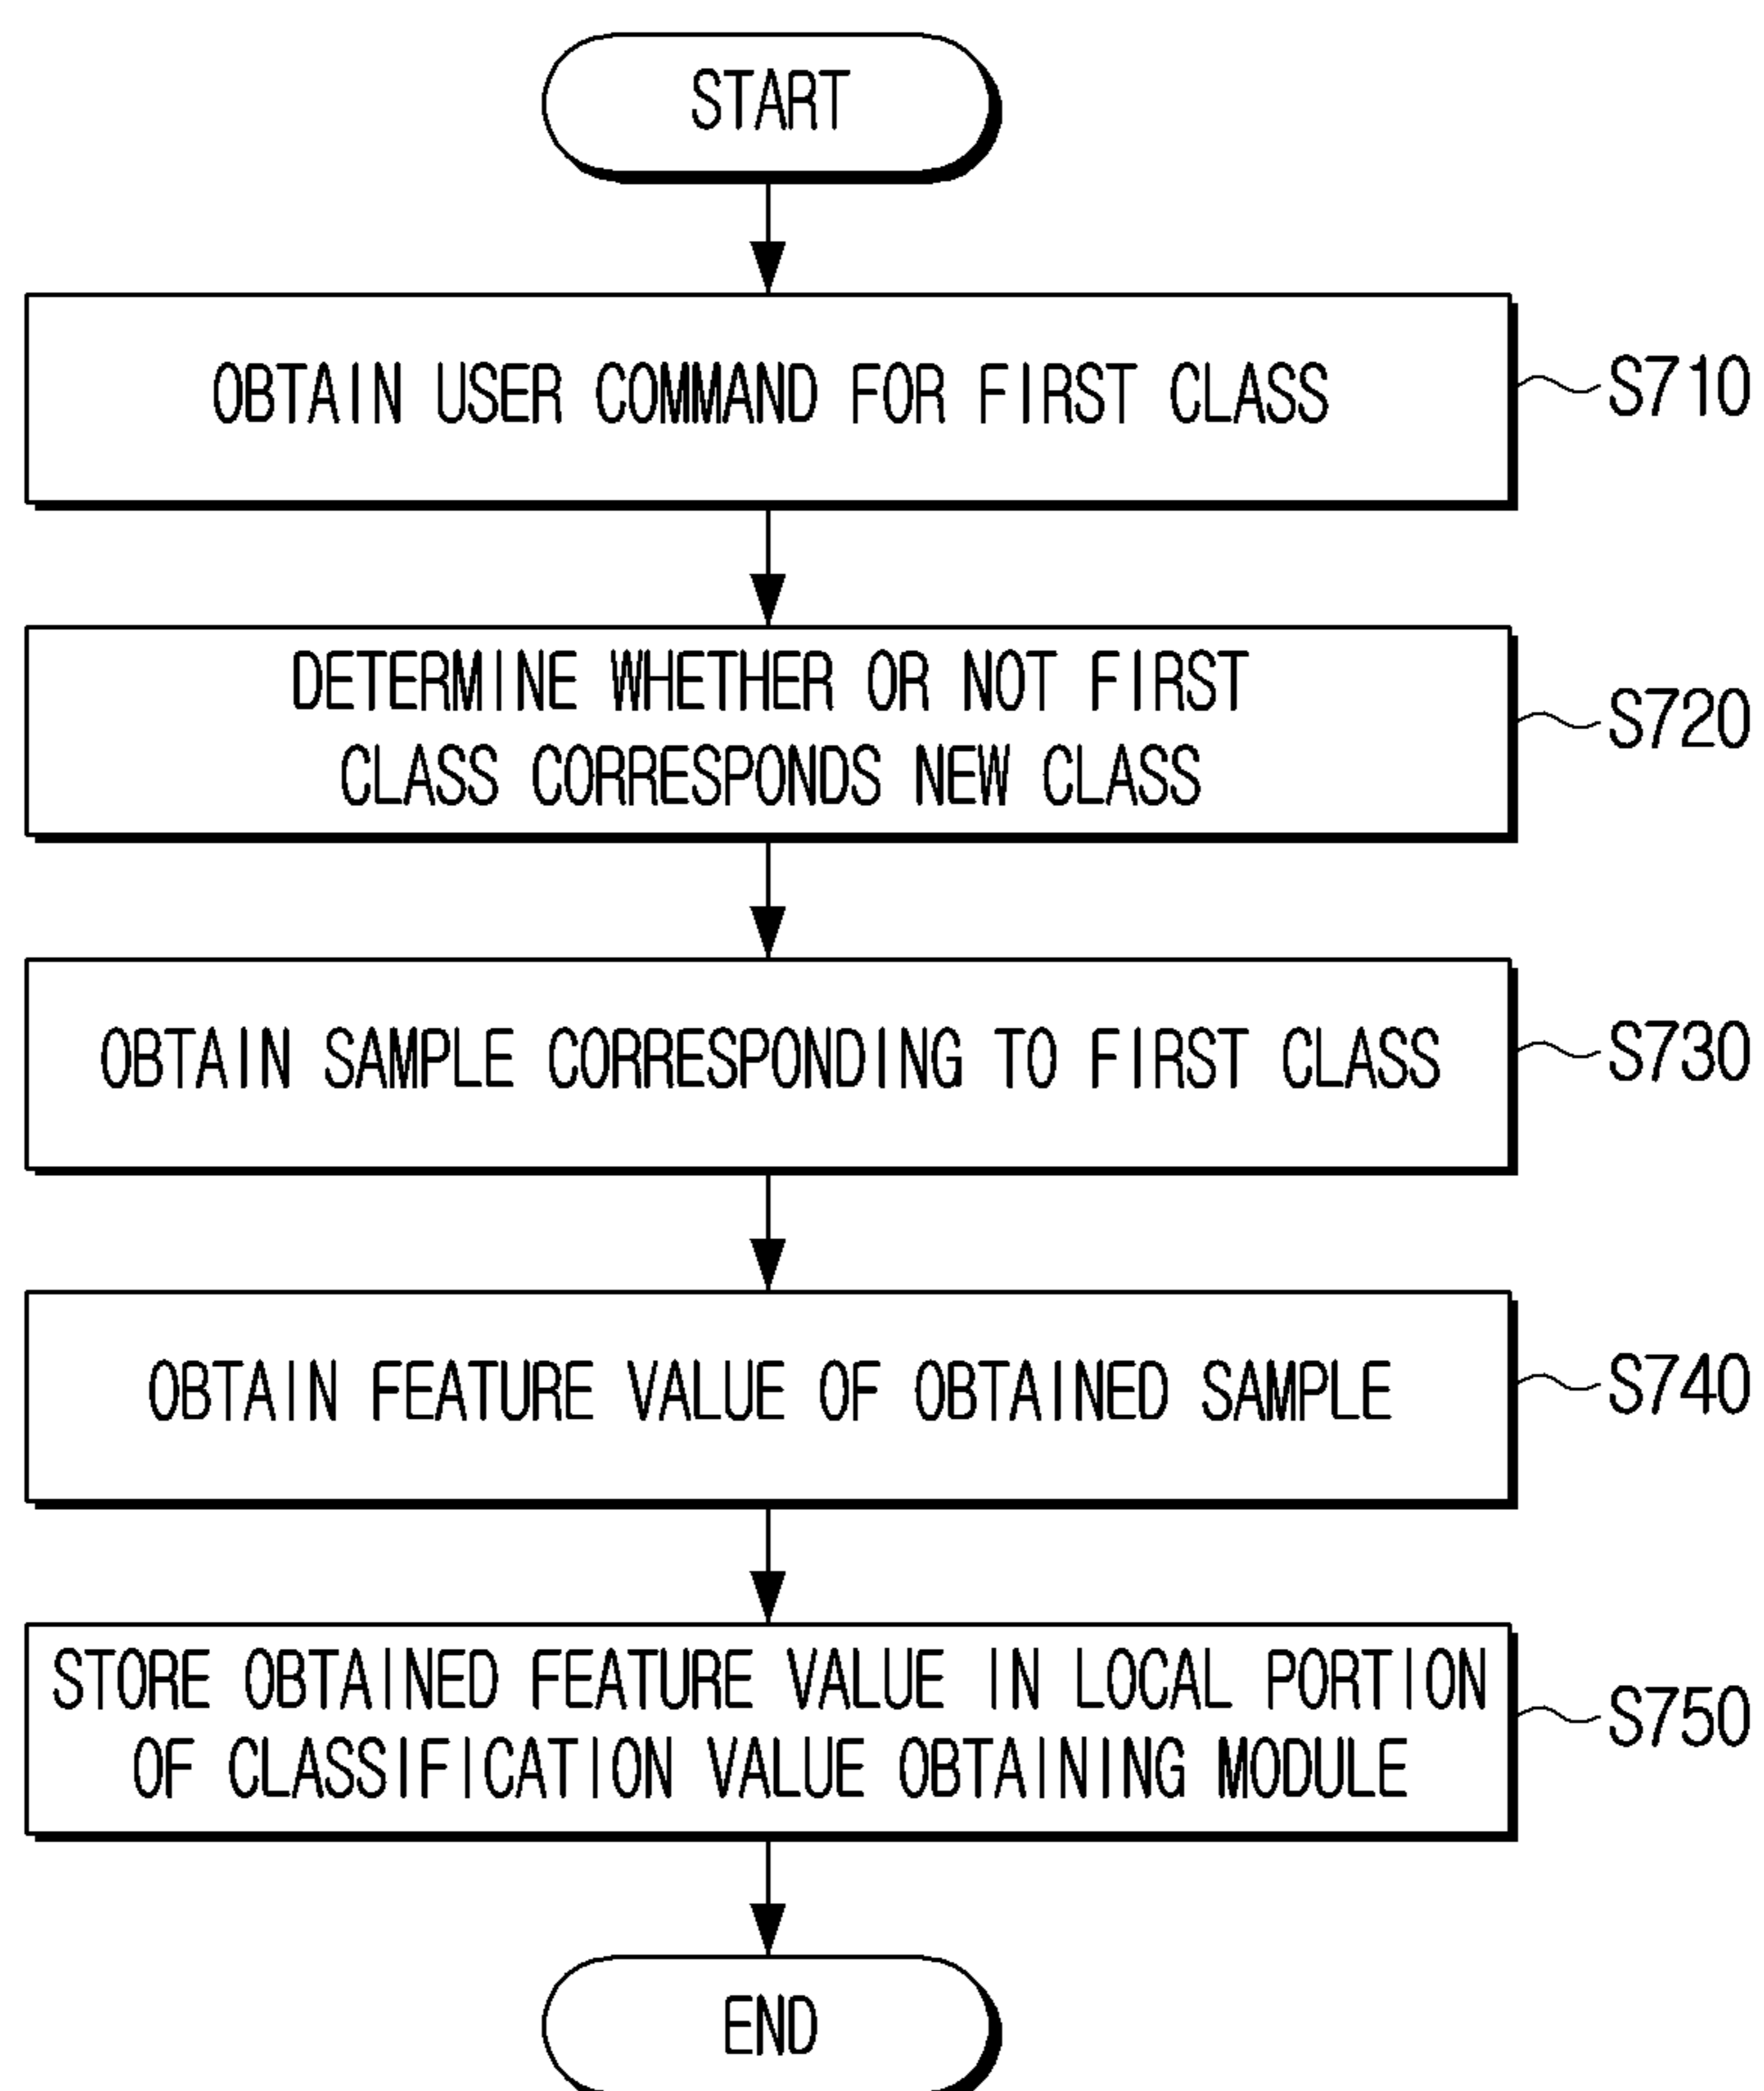 START
OBTAIN USER COMMAND FOR FIRST CLASS
S710
DETERMINE WHETHER OR NOT FIRST
CLASS CORRESPONDS NEW CLASS
S720
OBTAIN SAMPLE CORRESPONDING TO FIRST CLASS
S730
OBTAIN FEATURE VALUE OF OBTAINED SAMPLE
S740
STORE OBTAINED FEATURE VALUE IN LOCAL PORTION
OF CLASSIFICATION VALUE OBTAINING MODULE
S750
END